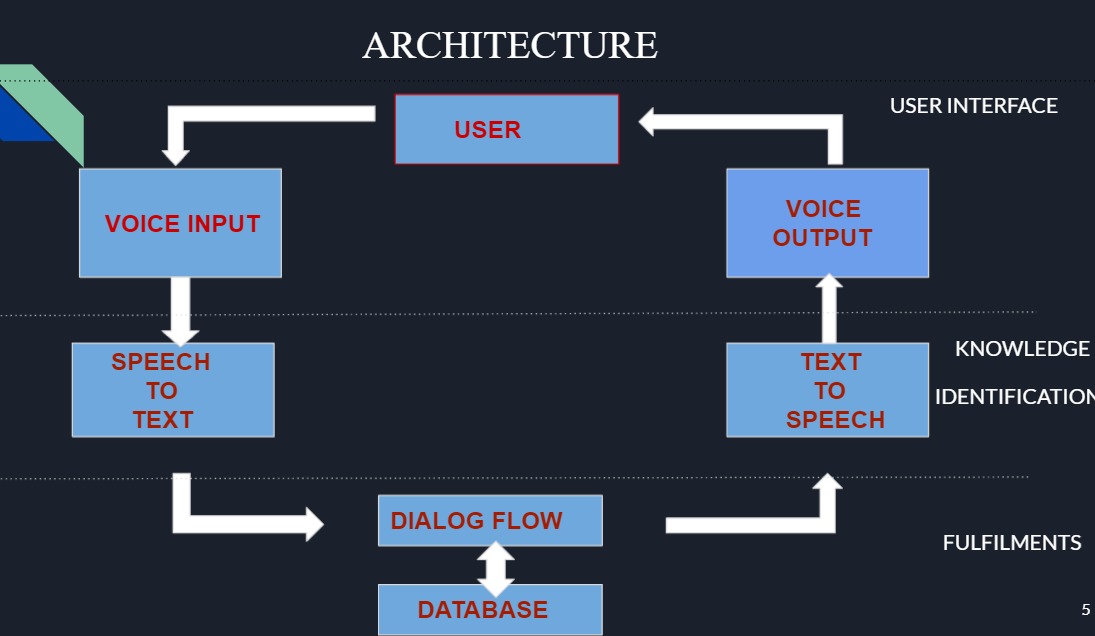 ARCHITECTURE
USER INTERFACE
USER
VOICE INPUT
VOICE
OUTPUT
SPEECH
TO
TEXT
TEXT
TO
SPEECH
KNOWLEDGE
IDENTIFICATION
DIALOG FLOW
FULFILMENTS
DATABASE
5